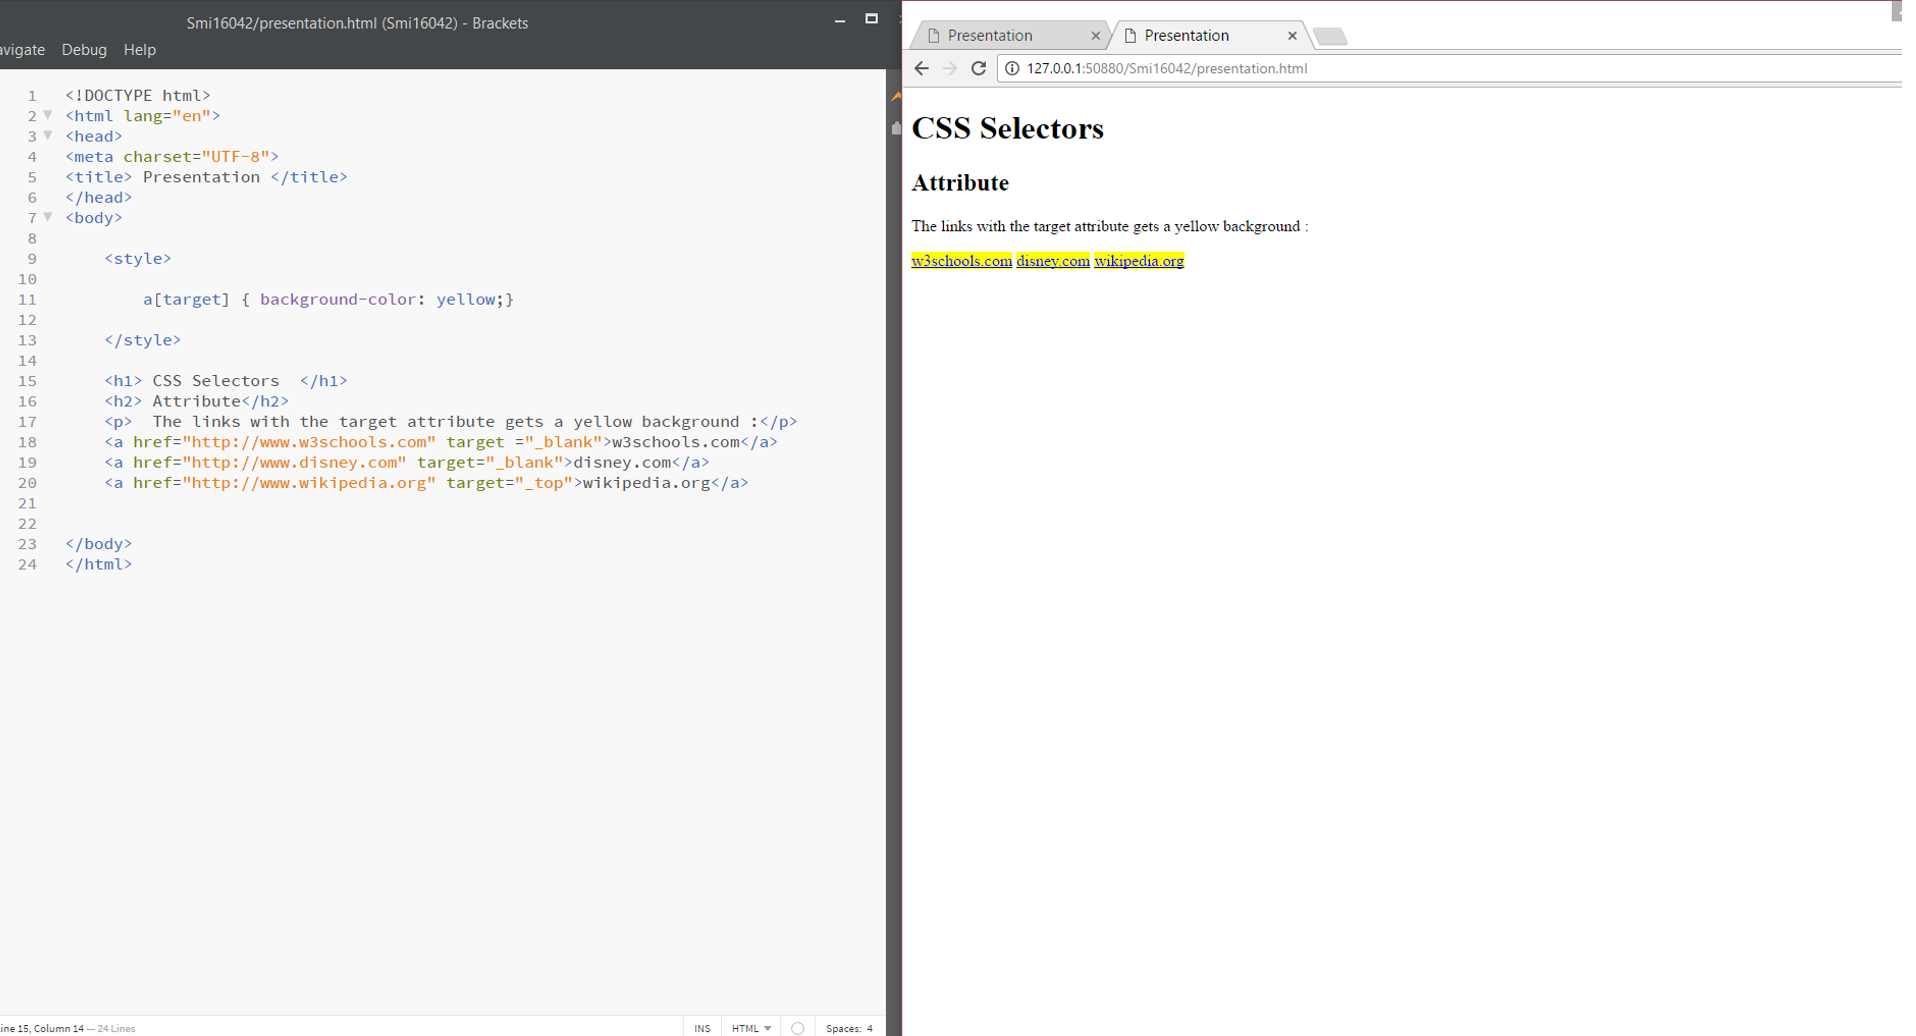 Smi16042/presentation.html (Smi16042) - Brackets
avigate Debug Help
1 <!DOCTYPE html>
2 <html lang="en">
3 <head>
4 <meta charset="UTF-8">
5 <title> Presentation </title>
6 </head>
7 <body>
8
9 <style>
10
11 a[target] { background-color: yellow;}
12
13 </style>
14
15 <h1> CSS Selectors  </h1>
16 <h2> Attribute</h2>
17 <p>  The links with the target attribute gets a yellow background :</p>
18 <a href="http://www.w3schools.com" target ="_blank">w3schools.com</a>
19 <a href="http://www.disney.com" target="_blank">disney.com</a>
20 <a href="http://www.wikipedia.org" target="_top">wikipedia.org</a>
21
22
23 </body>
24 </html>
ine 15, Column 14 — 24 Lines
INS HTML Spaces: 4
Presentation Presentation
127.0.0.1:50880/Smi16042/presentation.html
CSS Selectors
Attribute
The links with the target attribute gets a yellow background :
w3schools.com disney.com wikipedia.org